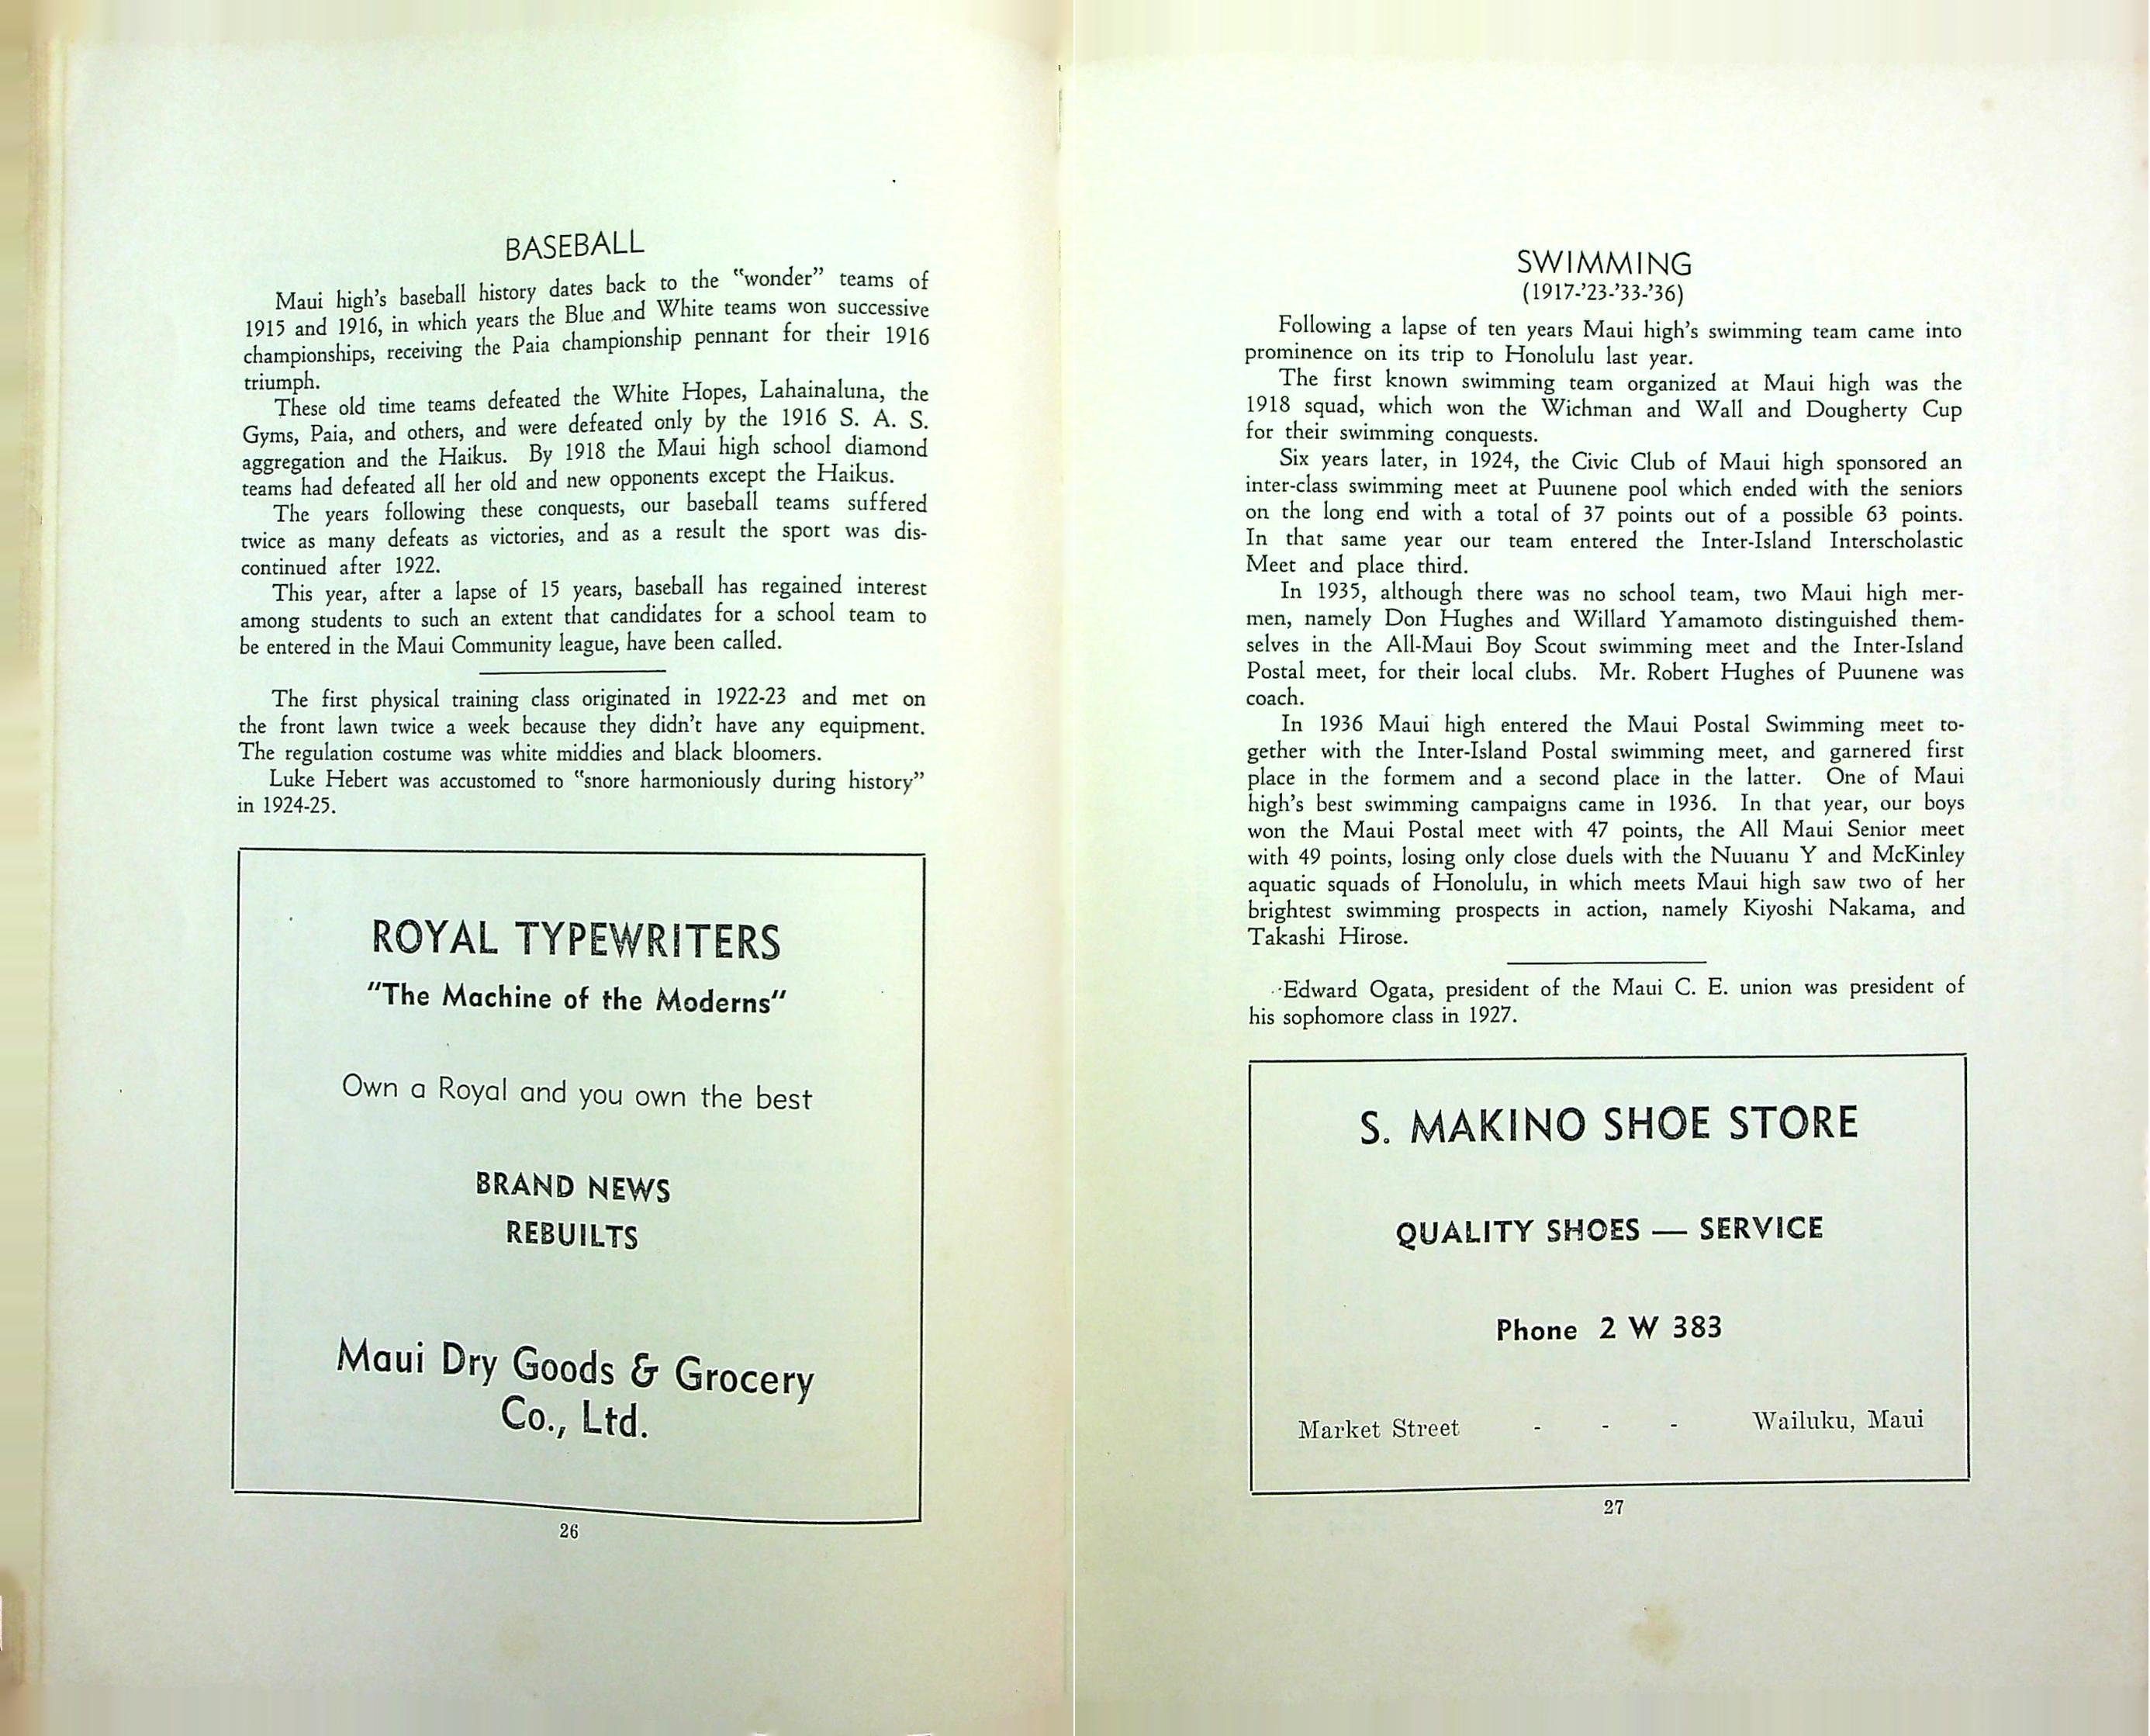 BASEBALL
Maui high's baseball history dates back to the "wonder" teams of
1915 and 1916, in which years the Blue and White teams won successive
championships, receiving the Paia championship pennant for their 1916
triumph.
These old time teams defeated the White Hopes, Lahainaluna, the
Gyms, Paia, and others, and were defeated only by the 1916 S. A. S.
aggregation and the Haikus. By 1918 the Maui high school diamond
teams had defeated all her old and new opponents except the Haikus.
The years following these conquests, our baseball teams suffered
twice as many defeats as victories, and as a result the sport was dis-
continued after 1922.
This year, after a lapse of 15 years, baseball has regained interest
among students to such an extent that candidates for a school team to
be entered in the Maui Community league, have been called.
The first physical training class originated in 1922-23 and met on
the front lawn twice a week because they didn't have any equipment.
The regulation costume was white middies and black bloomers.
Luke Hebert was accustomed to "snore harmoniously during history"
in 1924-25.
ROYAL TYPEWRITERS
"The Machine of the Moderns"
Own a Royal and you own the best
BRAND NEWS
REBUILTS
Maui Dry Goods & Grocery
Co., Ltd.
26
SWIMMING
(1917-'23-'33-'36)
Following a lapse of ten years Maui high's swimming team came into
prominence on its trip to Honolulu last year.
The first known swimming team organized at Maui high was the
1918 squad, which won the Wichman and Wall and Dougherty Cup
for their swimming conquests.
Six years later, in 1924, the Civic Club of Maui high sponsored an
inter-class swimming meet at Puunene pool which ended with the seniors
on the long end with a total of 37 points out of a possible 63 points.
In that same year our team entered the Inter-Island Interscholastic
Meet and place third.
In 1935, although there was no school team, two Maui high mer-
men, namely Don Hughes and Willard Yamamoto distinguished them-
selves in the All-Maui Boy Scout swimming meet and the Inter-Island
Postal meet, for their local clubs. Mr. Robert Hughes of Puunene was
coach.
In 1936 Maui high entered the Maui Postal Swimming meet to-
gether with the Inter-Island Postal swimming meet, and garnered first
place in the formem and a second place in the latter. One of Maui
high's best swimming campaigns came in 1936. In that year, our boys
won the Maui Postal meet with 47 points, the All Maui Senior meet
with 49 points, losing only close duels with the Nuuanu Y and McKinley
aquatic squads of Honolulu, in which meets Maui high saw two of her
brightest swimming prospects in action, namely Kiyoshi Nakama, and
Takashi Hirose.
Edward Ogata, president of the Maui C. E. union was president of
his sophomore class in 1927.
S. MAKINO SHOE STORE
QUALITY SHOES — SERVICE
Phone 2 W 383
Market Street - - - Wailuku, Maui
27